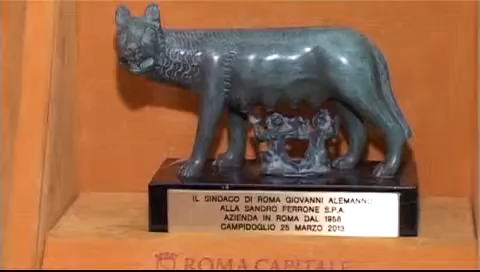 IL SINDACO DI ROMA GIOVANNI ALEMANNO
ALLA SANDRO FERRONE S.P.A.
AZIENDA IN ROMA DAL 1958
CAMPIDOGLIO 25 MARZO 2013
ROMA CAPITALE